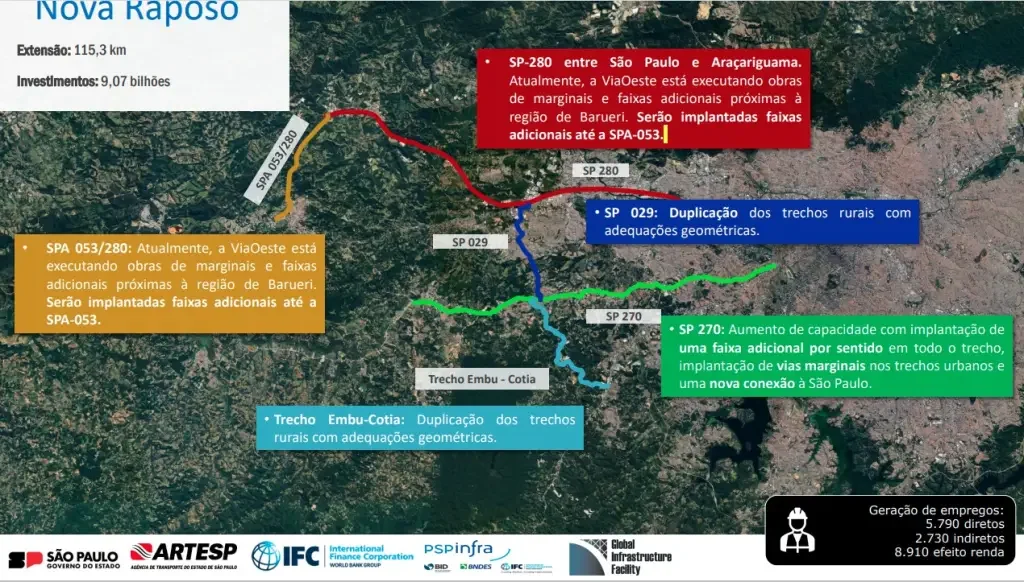 Nova Raposo
Extensão: 115,3 km
Investimentos: 9,07 bilhões
• SP-280 entre São Paulo e Araçariguama.
Atualmente, a ViaOeste está executando obras
de marginais e faixas adicionais próximas à
região de Barueri. Serão implantadas faixas
adicionais até a SPA-053.
SPA 053/280
SP 280
• SP 029: Duplicação dos trechos rurais com
adequações geométricas.
SP 029
• SPA 053/280: Atualmente, a ViaOeste está
executando obras de marginais e faixas
adicionais próximas à região de Barueri.
Serão implantadas faixas adicionais até a
SPA-053.
SP 270
• SP 270: Aumento de capacidade com implantação de
uma faixa adicional por sentido em todo o trecho,
implantação de vias marginais nos trechos urbanos e
uma nova conexão à São Paulo.
Trecho Embu - Cotia
• Trecho Embu-Cotia: Duplicação dos trechos
rurais com adequações geométricas.
Geração de empregos:
5.790 diretos
2.730 indiretos
8.910 efeito renda
SP SÃO PAULO
GOVERNO DO ESTADO
ARTESP
AGÊNCIA DE TRANSPORTE DO ESTADO DE SÃO PAULO
IFC International
Finance Corporation
WORLD BANK GROUP
PSPinfra
BID BNDES IFC
Global
Infrastructure
Facility